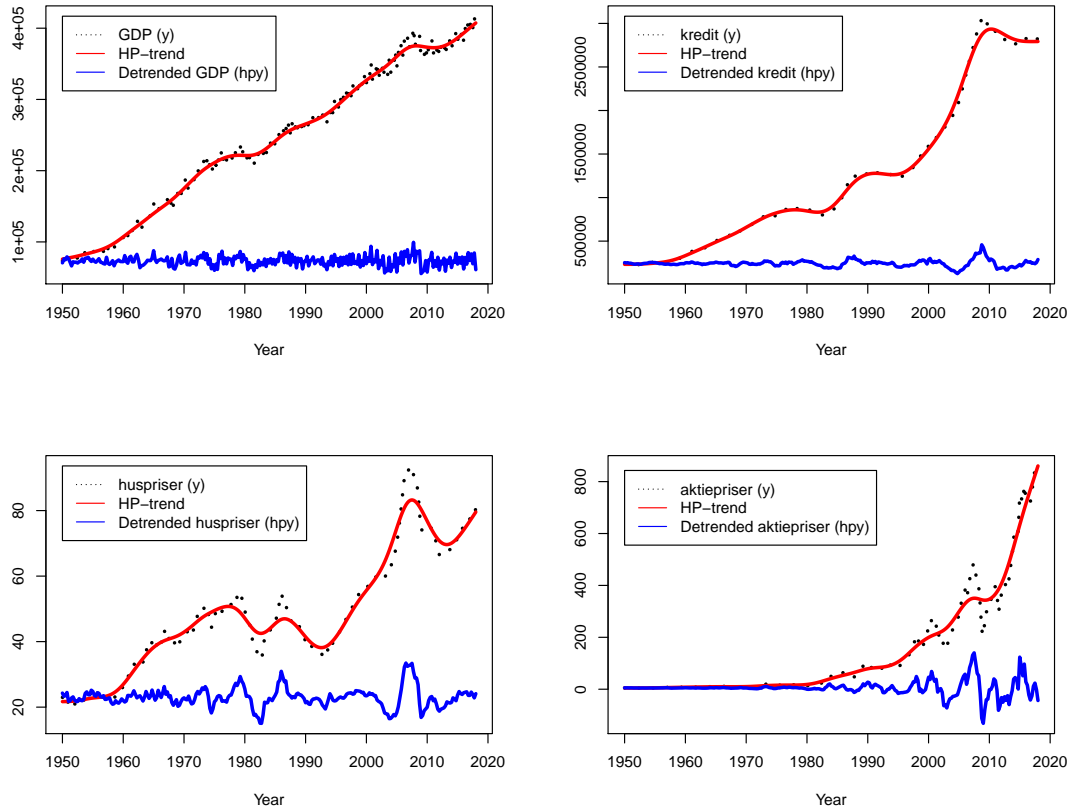 GDP (y)
HP−trend
Detrended GDP (hpy)
1e+05
2e+05
3e+05
4e+05
1950 1960 1970 1980 1990 2000 2010 2020
Year
kredit (y)
HP−trend
Detrended kredit (hpy)
500000
1500000
2500000
1950 1960 1970 1980 1990 2000 2010 2020
Year
huspriser (y)
HP−trend
Detrended huspriser (hpy)
20
40
60
80
1950 1960 1970 1980 1990 2000 2010 2020
Year
aktiepriser (y)
HP−trend
Detrended aktiepriser (hpy)
0
200
400
600
800
1950 1960 1970 1980 1990 2000 2010 2020
Year